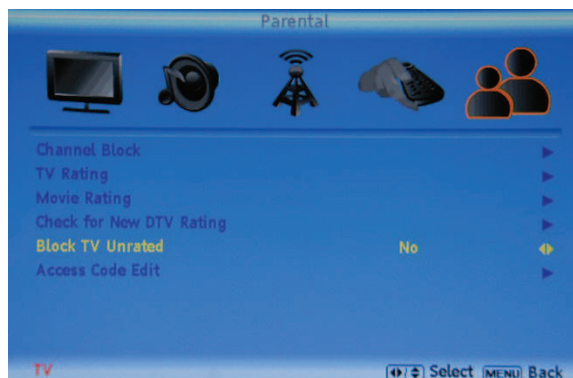 Parental
Channel Block
TV Rating
Movie Rating
Check for New DTV Rating
Block TV Unrated No
Access Code Edit
TV Select MENU Back